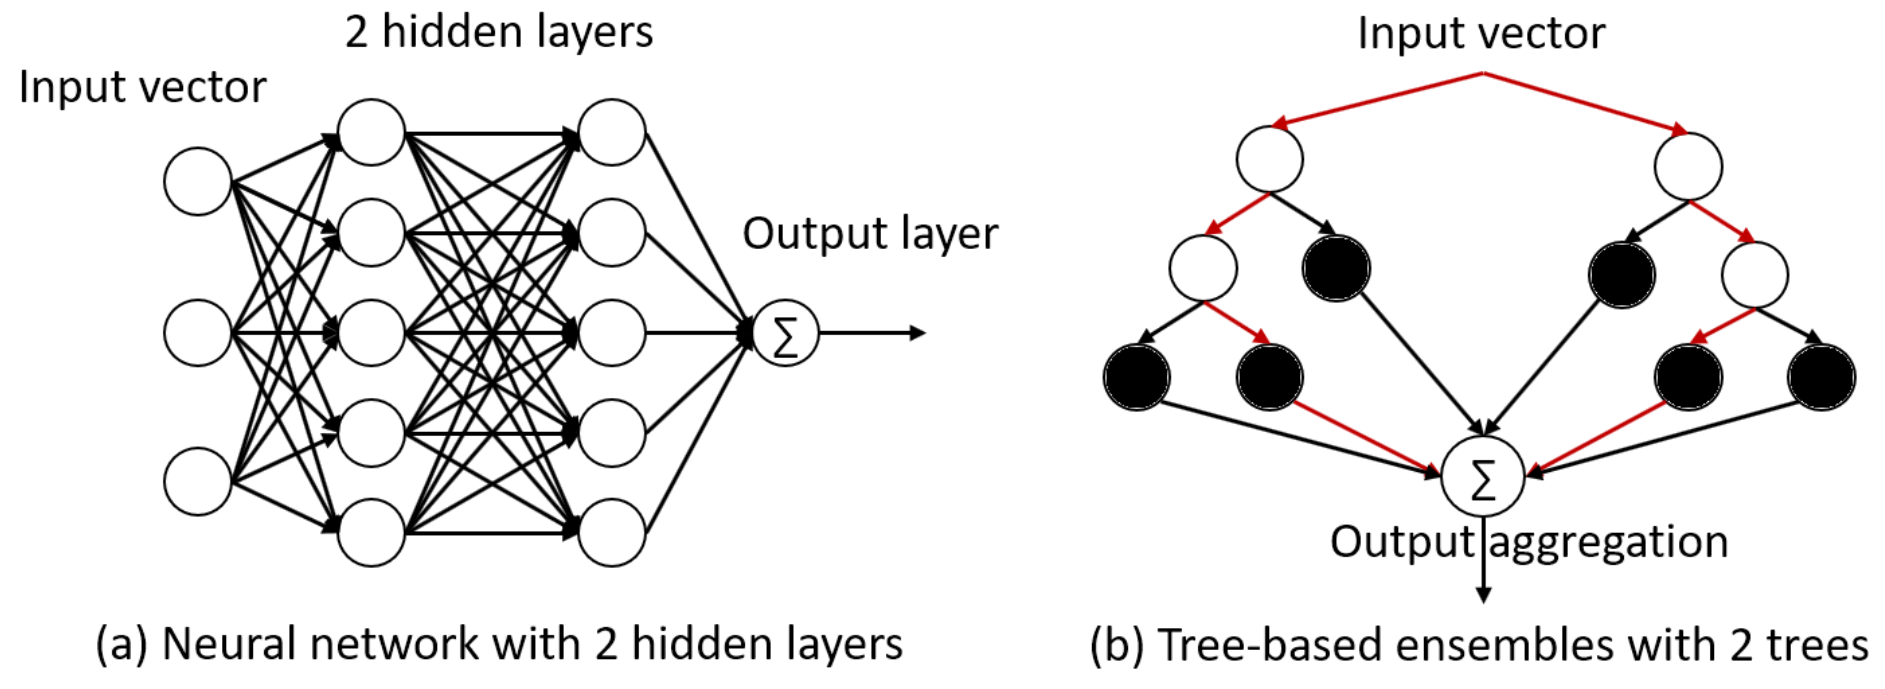 2 hidden layers
Input vector
Output layer
∑
(a) Neural network with 2 hidden layers
Input vector
∑
Output aggregation
(b) Tree-based ensembles with 2 trees